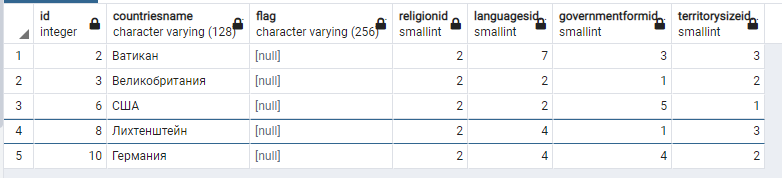 id countriesname flag religionid languagesid governmentformid territorysizeid
integer character varying (128) character varying (256) smallint smallint smallint smallint
1 2 Ватикан [null] 2 7 3 3
2 3 Великобритания [null] 2 2 1 2
3 6 США [null] 2 2 5 1
4 8 Лихтенштейн [null] 2 4 1 3
5 10 Германия [null] 2 4 4 2